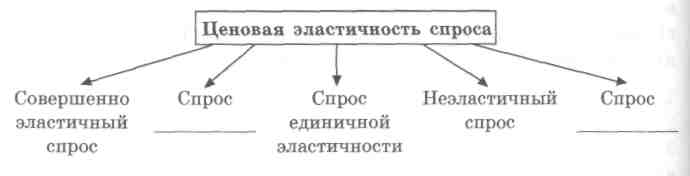 Ценовая эластичность спроса
Совершенно
эластичный
спрос
Спрос
Спрос
единичной
эластичности
Неэластичный
спрос
Спрос